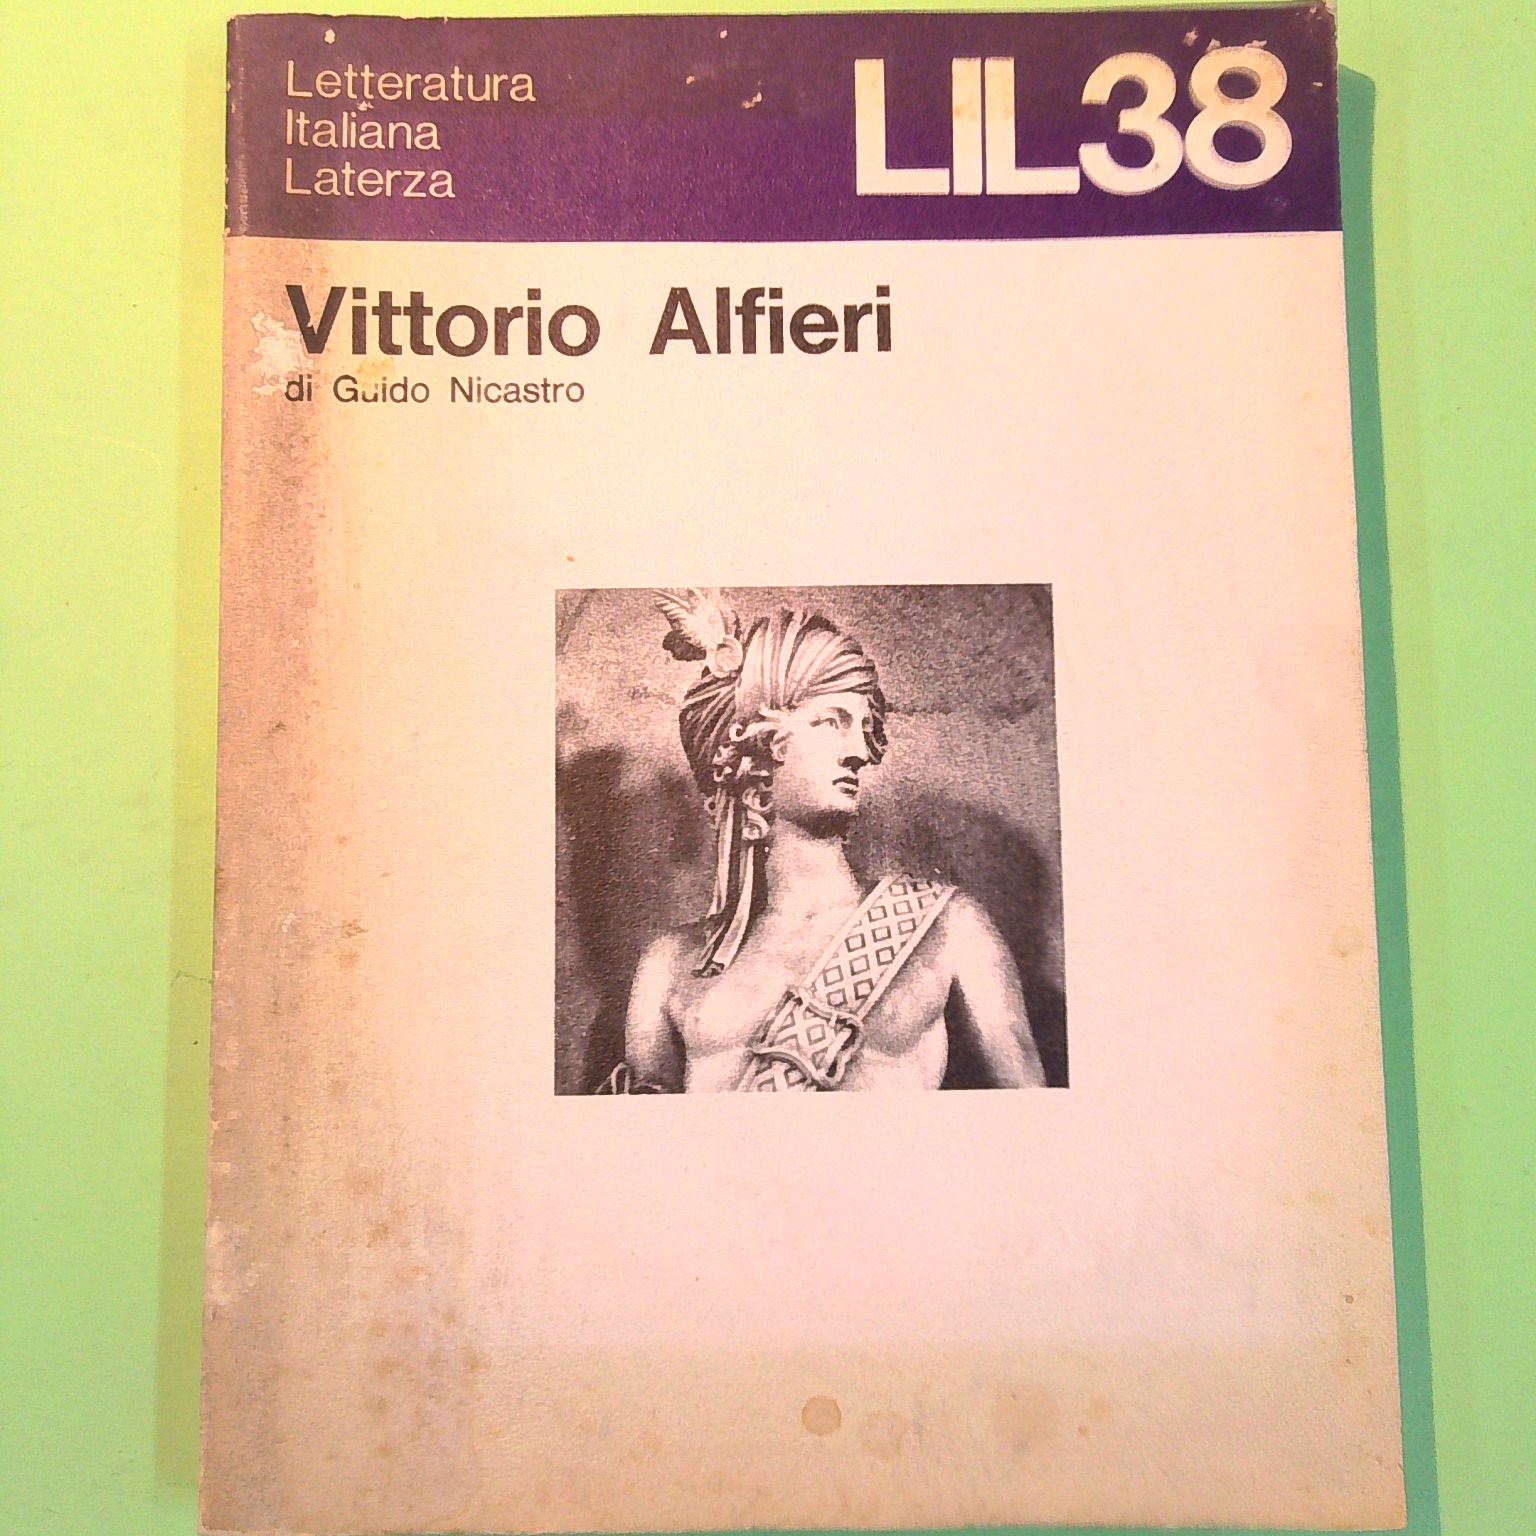 Letteratura
Italiana
Laterza
LIL38
Vittorio Alfieri
di Guido Nicastro